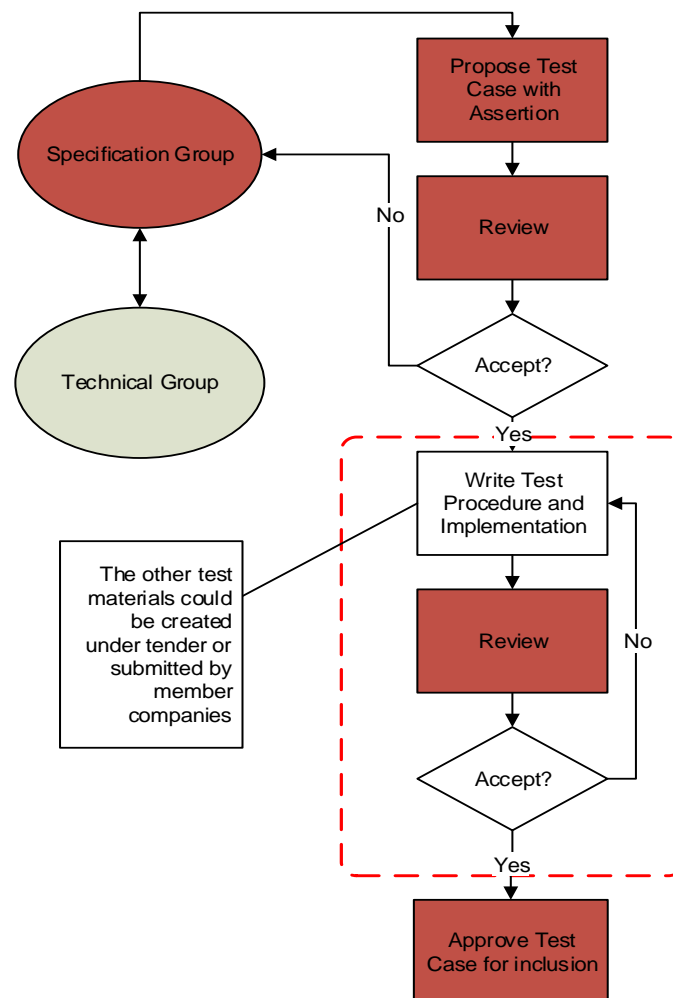 Propose Test
Case with
Assertion
Specification Group
No
Review
Technical Group
Accept?
Yes
Write Test
Procedure and
Implementation
The other test
materials could
be created
under tender or
submitted by
member
companies
Review
No
Accept?
Yes
Approve Test
Case for inclusion